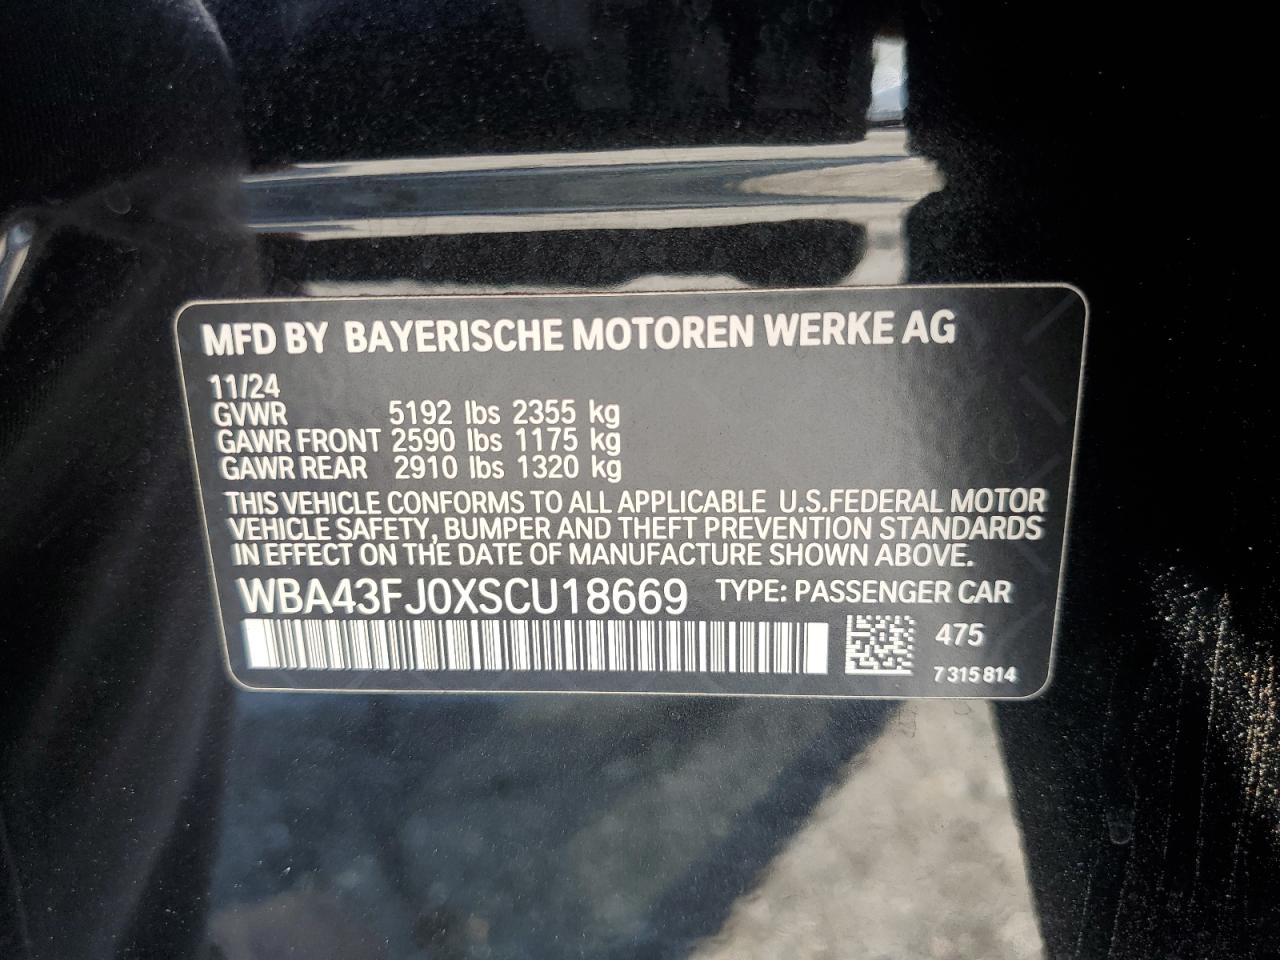 MFD BY BAYERISCHE MOTOREN WERKE AG
11/24
GVWR 5192 lbs 2355 kg
GAWR FRONT 2590 lbs 1175 kg
GAWR REAR 2910 lbs 1320 kg
THIS VEHICLE CONFORMS TO ALL APPLICABLE U.S.FEDERAL MOTOR
VEHICLE SAFETY, BUMPER AND THEFT PREVENTION STANDARDS
IN EFFECT ON THE DATE OF MANUFACTURE SHOWN ABOVE.
WBA43FJ0XSCU18669 TYPE: PASSENGER CAR
475
7 315 814